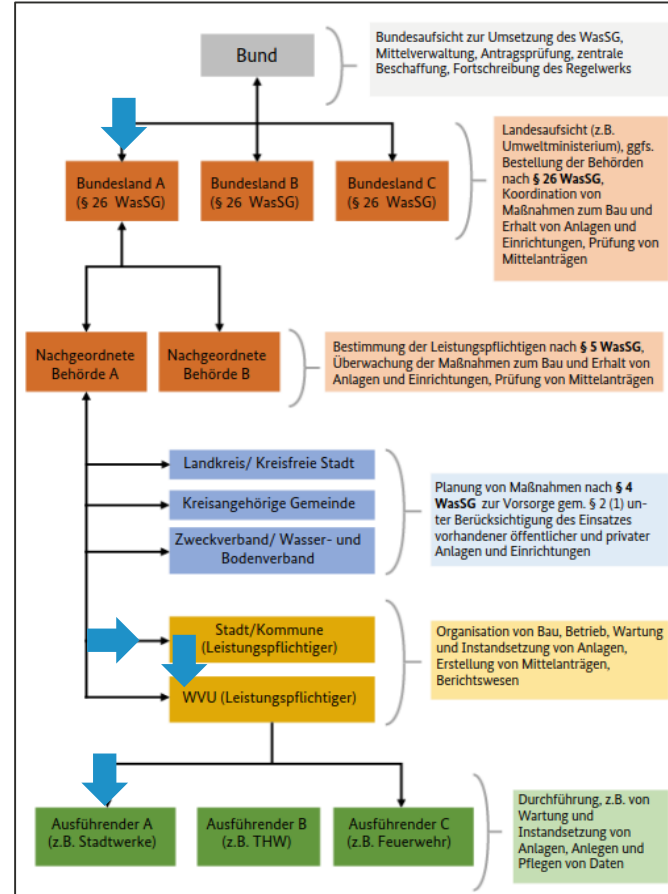 Bund
Bundesaufsicht zur Umsetzung des WasSG,
Mittelverwaltung, Antragsprüfung, zentrale
Beschaffung, Fortschreibung des Regelwerks
Bundesland A
(§ 26 WasSG)
Bundesland B
(§ 26 WasSG)
Bundesland C
(§ 26 WasSG)
Landesaufsicht (z.B.
Umweltministerium), ggfs.
Bestellung der Behörden
nach § 26 WasSG,
Koordination von
Maßnahmen zum Bau und
Erhalt von Anlagen und
Einrichtungen, Prüfung von
Mittelanträgen
Nachgeordnete
Behörde A
Nachgeordnete
Behörde B
Bestimmung der Leistungspflichtigen nach § 5 WasSG,
Überwachung der Maßnahmen zum Bau und Erhalt von
Anlagen und Einrichtungen, Prüfung von Mittelanträgen
Landkreis/ Kreisfreie Stadt
Kreisangehörige Gemeinde
Zweckverband/ Wasser- und
Bodenverband
Planung von Maßnahmen nach § 4
WasSG zur Vorsorge gem. § 2 (1) un-
ter Berücksichtigung des Einsatzes
vorhandener öffentlicher und privater
Anlagen und Einrichtungen
Stadt/Kommune
(Leistungspflichtiger)
WVU (Leistungspflichtiger)
Organisation von Bau, Betrieb, Wartung
und Instandsetzung von Anlagen,
Erstellung von Mittelanträgen,
Berichtswesen
Ausführender A
(z.B. Stadtwerke)
Ausführender B
(z.B. THW)
Ausführender C
(z.B. Feuerwehr)
Durchführung, z.B. von
Wartung und
Instandsetzung von
Anlagen, Anlegen und
Pflegen von Daten